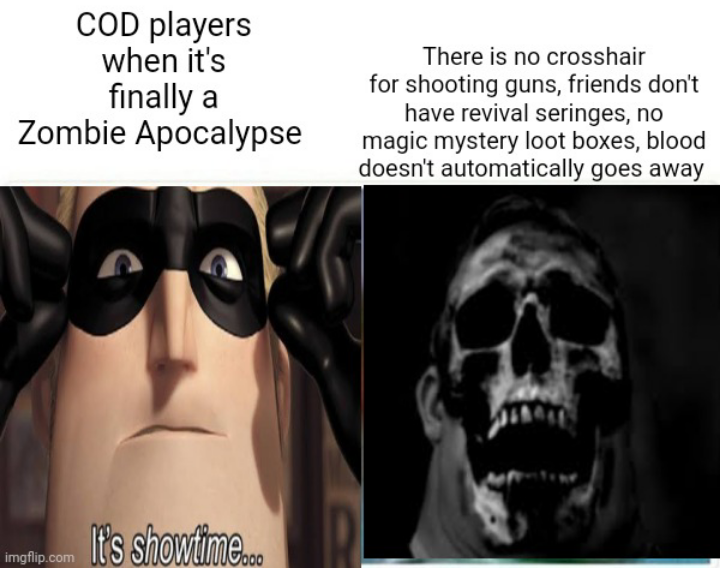 COD players
when it's
finally a
Zombie Apocalypse
There is no crosshair
for shooting guns, friends don't
have revival seringes, no
magic mystery loot boxes, blood
doesn't automatically goes away
It's showtime...
imgflip.com